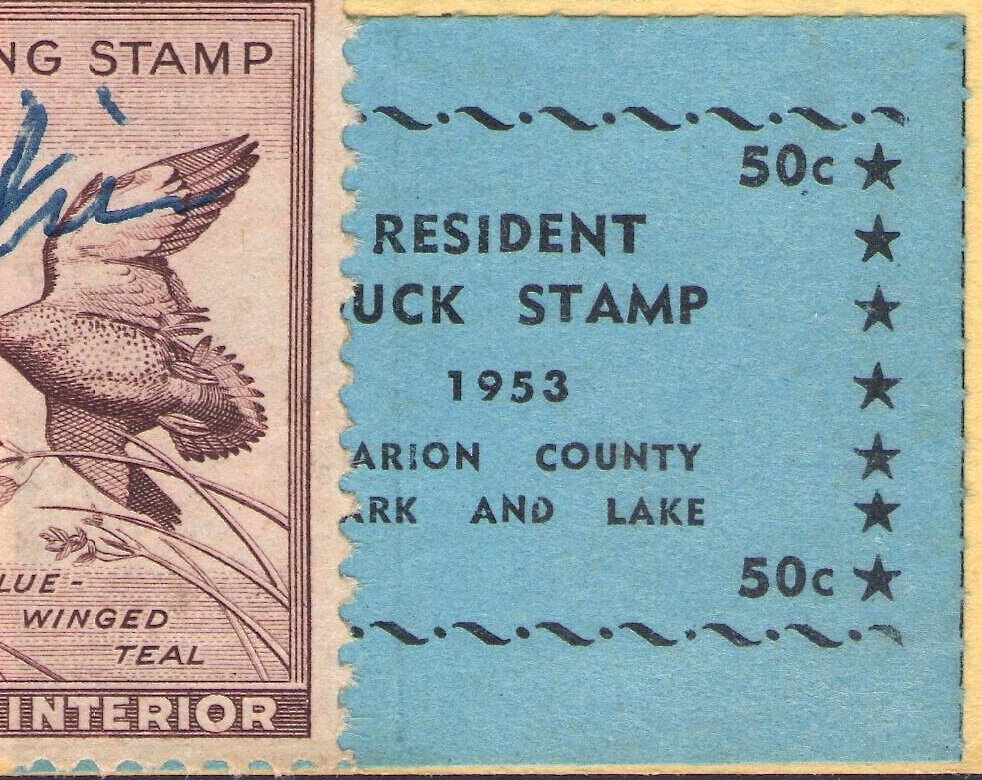 NG STAMP
LUE-
WINGED
TEAL
INTERIOR
50c
RESIDENT
UCK STAMP
1953
ARION COUNTY
ARK AND LAKE
50c